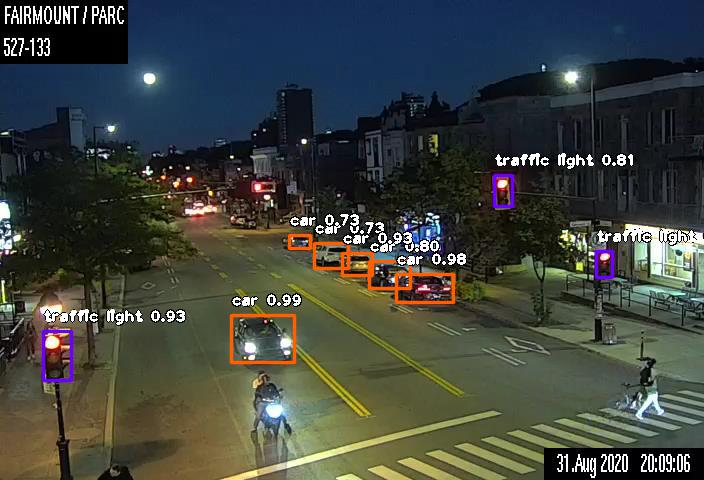 FAIRMOUNT / PARC
527-133
traffic light 0.81
car 0.73
car 0.73
car 0.93
car 0.80
car 0.98
traffic light
car 0.99
traffic light 0.93
31.Aug 2020 20:09:06